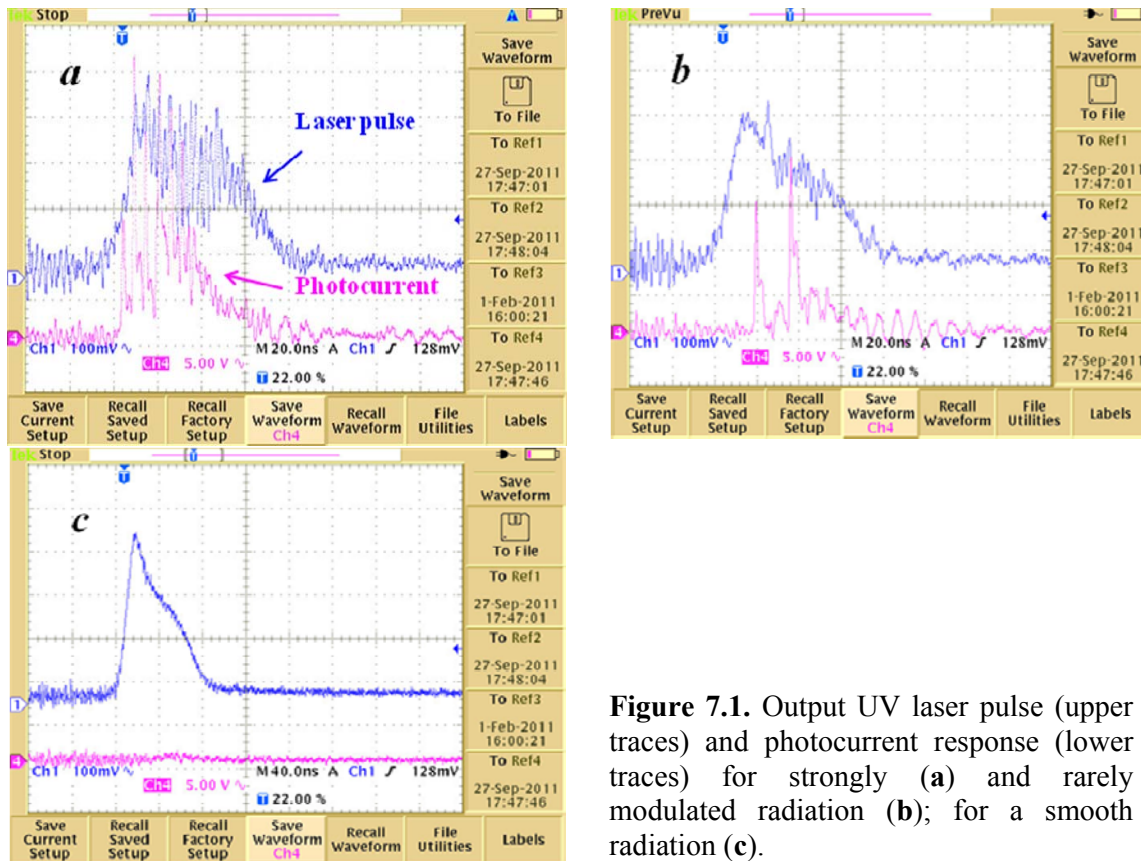 Tek Stop
a
Laser pulse
Photocurrent
1
4
Ch1 100mV
M 20.0ns A Ch1 128mV
Ch4 5.00 V
T 22.00 %
Save
Waveform
To File
To Ref1
27-Sep-2011
17:47:01
To Ref2
27-Sep-2011
17:48:04
To Ref3
1-Feb-2011
16:00:21
To Ref4
27-Sep-2011
17:47:46
Save
Current
Setup
Recall
Saved
Setup
Recall
Factory
Setup
Save
Waveform
Ch4
Recall
Waveform
File
Utilities
Labels
Tek PreVu
b
1
4
Ch1 100mV
M 20.0ns A Ch1 128mV
Ch4 5.00 V
T 22.00 %
Save
Waveform
To File
To Ref1
27-Sep-2011
17:47:01
To Ref2
27-Sep-2011
17:48:04
To Ref3
1-Feb-2011
16:00:21
To Ref4
27-Sep-2011
17:47:46
Save
Current
Setup
Recall
Saved
Setup
Recall
Factory
Setup
Save
Waveform
Ch4
Recall
Waveform
File
Utilities
Labels
Tek Stop
c
1
4
Ch1 100mV
M 40.0ns A Ch1 128mV
Ch4 5.00 V
T 22.00 %
Save
Waveform
To File
To Ref1
27-Sep-2011
17:47:01
To Ref2
27-Sep-2011
17:48:04
To Ref3
1-Feb-2011
16:00:21
To Ref4
27-Sep-2011
17:47:46
Save
Current
Setup
Recall
Saved
Setup
Recall
Factory
Setup
Save
Waveform
Ch4
Recall
Waveform
File
Utilities
Labels
Figure 7.1. Output UV laser pulse (upper
traces) and photocurrent response (lower
traces) for strongly (a) and rarely
modulated radiation (b); for a smooth
radiation (c).